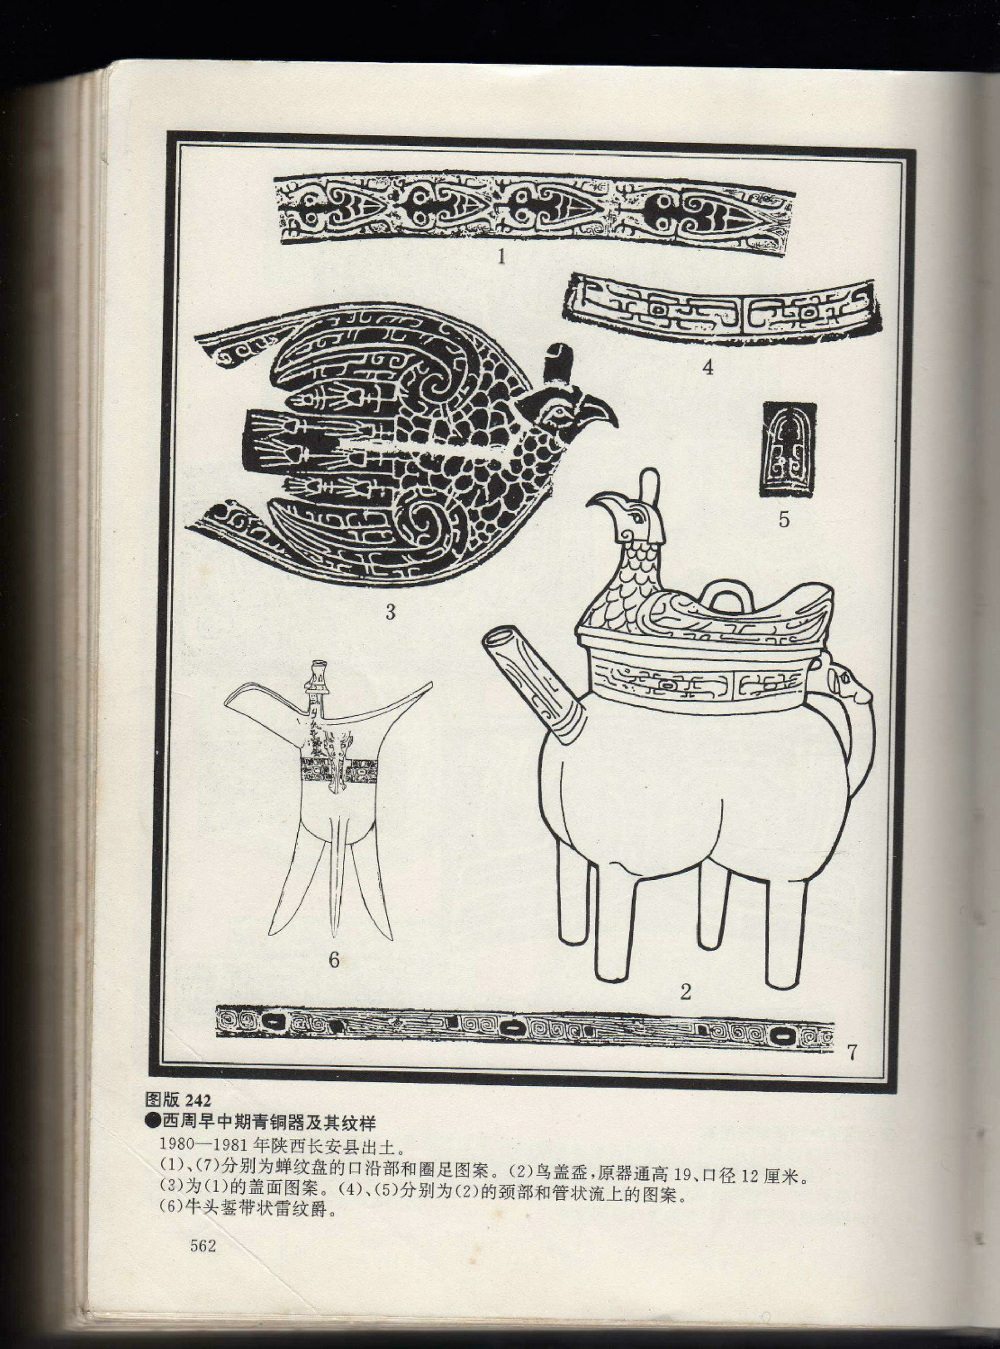 1
4
5
3
6
2
7
图版 242
●西周早中期青铜器及其纹样
1980—1981 年陕西长安县出土。
(1)、(7)分别为蝉纹盘的口沿部和圈足图案。(2)鸟盖盉,原器通高 19、口径 12 厘米。
(3)为(1)的盖面图案。(4)、(5)分别为(2)的颈部和管状流上的图案。
(6)牛头鋬带状雷纹爵。
562